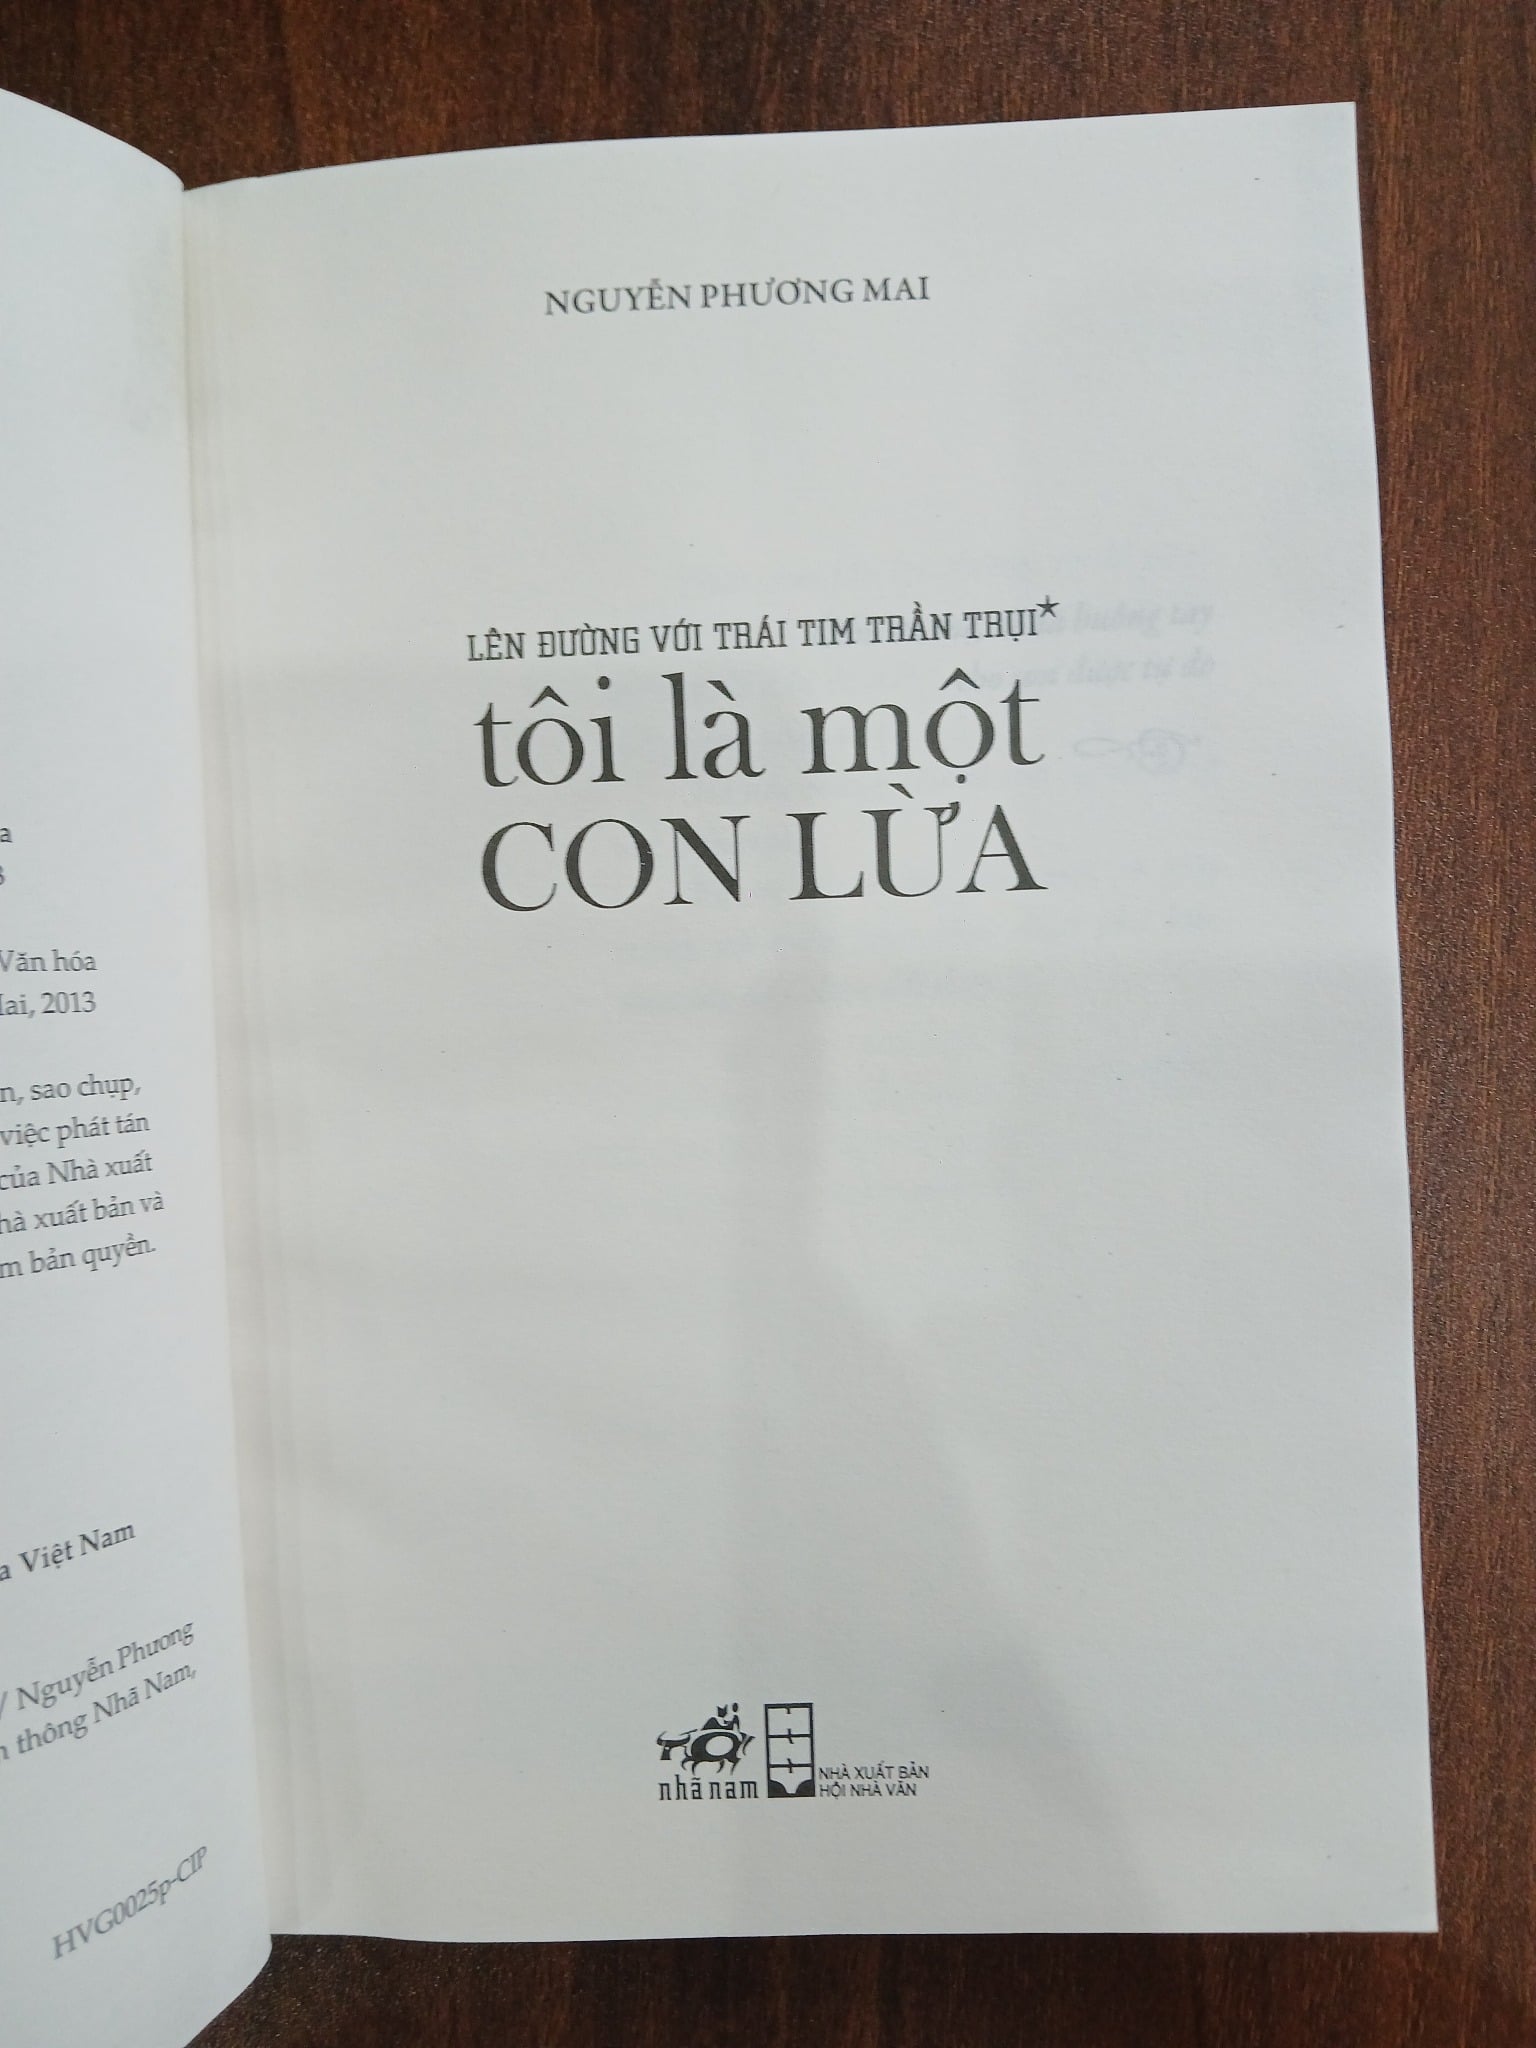 a
3
Văn hóa
Mai, 2013
n, sao chụp,
việc phát tán
của Nhà xuất
hà xuất bản và
m bản quyền.
a Việt Nam
/ Nguyễn Phương
n thông Nhã Nam,
HVG0025p-CIP
NGUYỄN PHƯƠNG MAI
LÊN ĐƯỜNG VỚI TRÁI TIM TRẦN TRỤI*
tôi là một
CON LỪA
nhã nam
NHÀ XUẤT BẢN
HỘI NHÀ VĂN